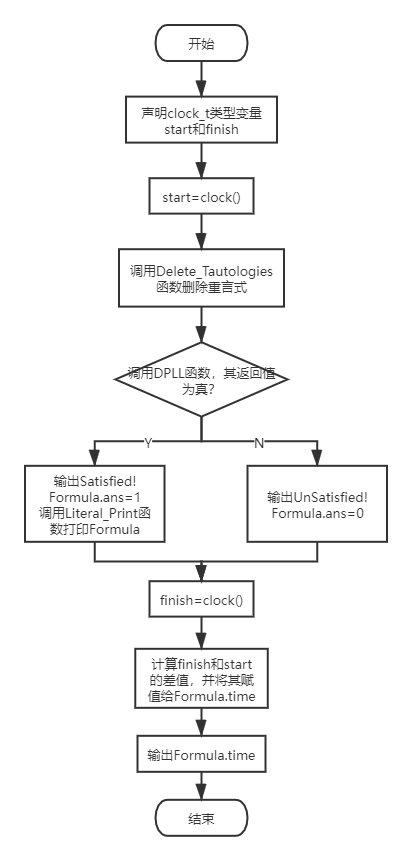 开始
声明clock_t类型变量
start和finish
start=clock()
调用Delete_Tautologies
函数删除重言式
调用DPLL函数，其返回值
为真？
Y
N
输出Satisfied!
Formula.ans=1
调用Literal_Print函
数打印Formula
输出UnSatisfied!
Formula.ans=0
finish=clock()
计算finish和start
的差值，并将其赋
值给Formula.time
输出Formula.time
结束